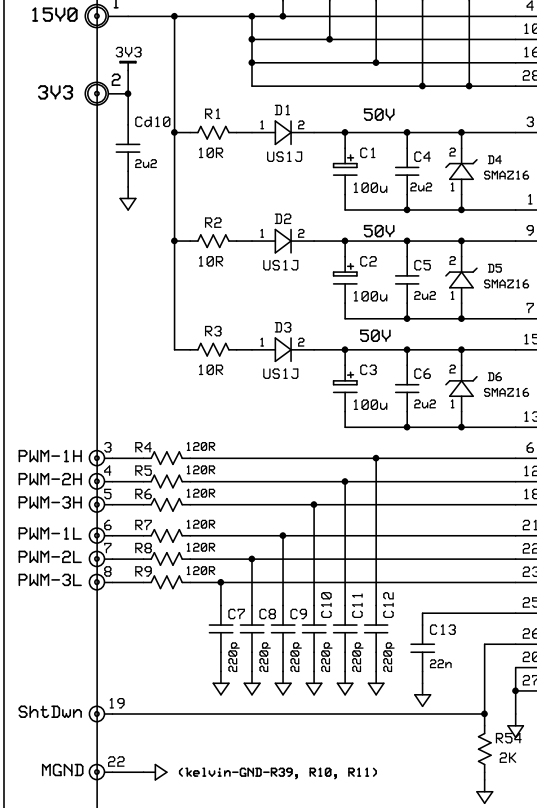 15V0 1 4
10
3V3 16
3V3 2 28
Cd10 2u2
R1 10R 1 D1 2 US1J 50V 3
C1 100u C4 2u2 2 1 D4 SMAZ16 1
R2 10R 1 D2 2 US1J 50V 9
C2 100u C5 2u2 2 1 D5 SMAZ16 7
R3 10R 1 D3 2 US1J 50V 15
C3 100u C6 2u2 2 1 D6 SMAZ16 13
PWM-1H 3 R4 120R 6
PWM-2H 4 R5 120R 12
PWM-3H 5 R6 120R 18
PWM-1L 6 R7 120R 21
PWM-2L 7 R8 120R 22
PWM-3L 8 R9 120R 23
C7 C8 C9 C10 C11 C12 25
220p 220p 220p 220p 220p 220p
C13 22n 26
20
27
ShtDwn 19
R54 2K
MGND 22 (kelvin-GND-R39, R10, R11)